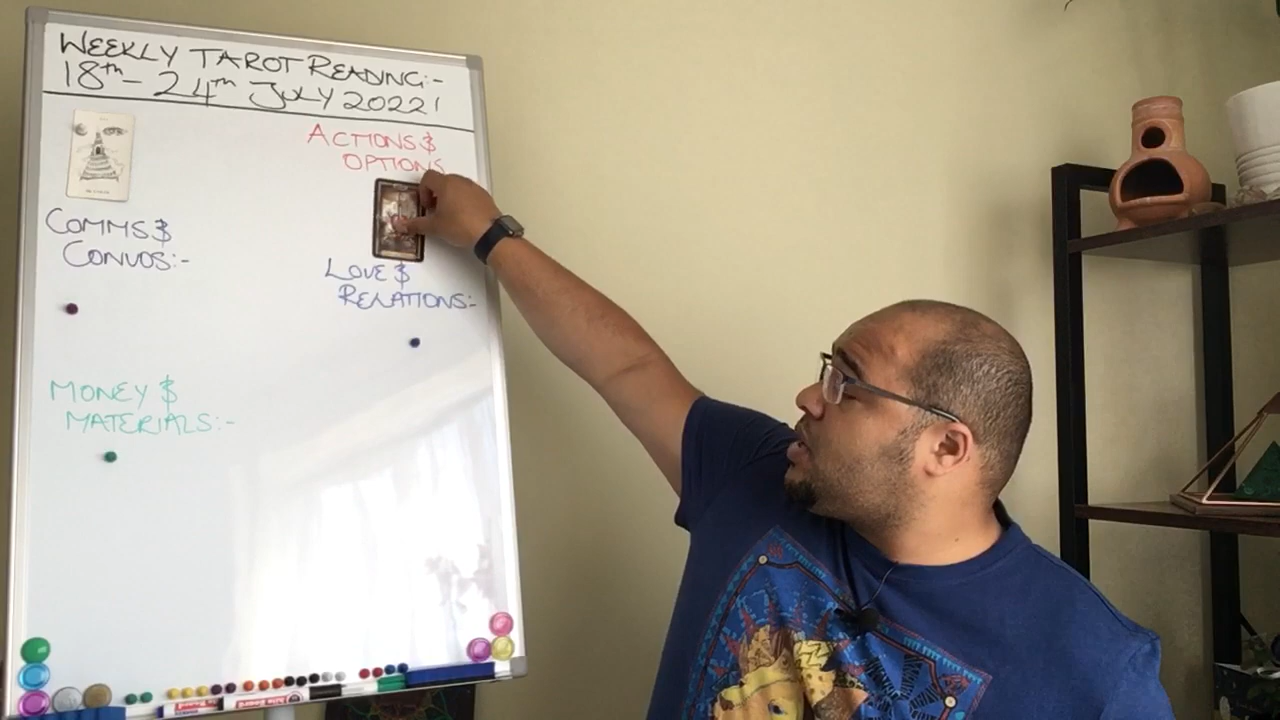 WEEKLY TAROT READING:-
18th - 24th JULY 2022!
ACTIONS &
OPTIONS
COMMS &
CONVOS:-
LOVE &
RELATIONS:-
MONEY &
MATERIALS:-